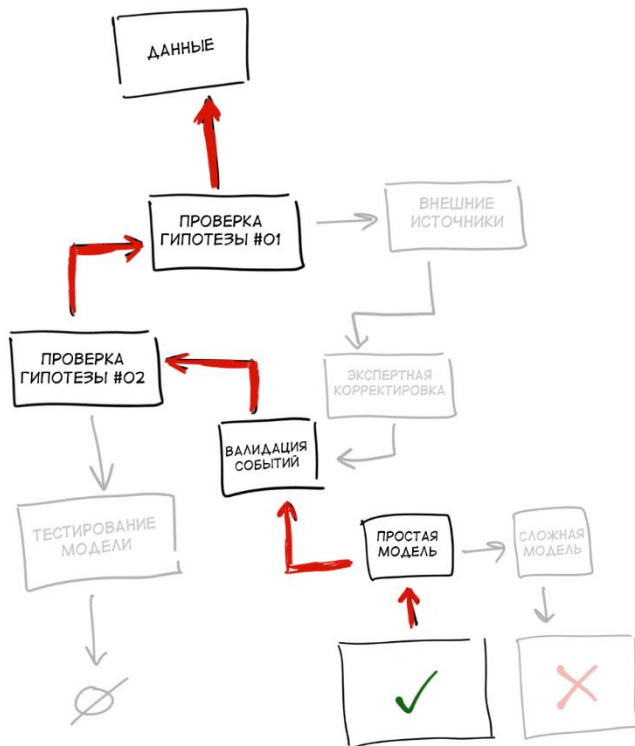 ДАННЫЕ
ПРОВЕРКА
ГИПОТЕЗЫ #01
ВНЕШНИЕ
ИСТОЧНИКИ
ПРОВЕРКА
ГИПОТЕЗЫ #02
ЭКСПЕРТНАЯ
КОРРЕКТИРОВКА
ВАЛИДАЦИЯ
СОБЫТИЙ
ТЕСТИРОВАНИЕ
МОДЕЛИ
ПРОСТАЯ
МОДЕЛЬ
СЛОЖНАЯ
МОДЕЛЬ